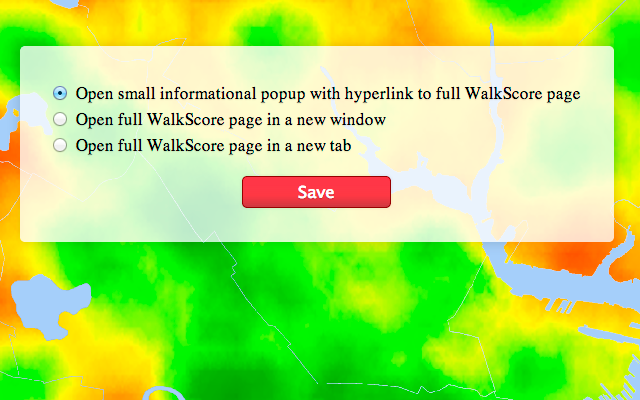 Open small informational popup with hyperlink to full WalkScore page
Open full WalkScore page in a new window
Open full WalkScore page in a new tab
Save